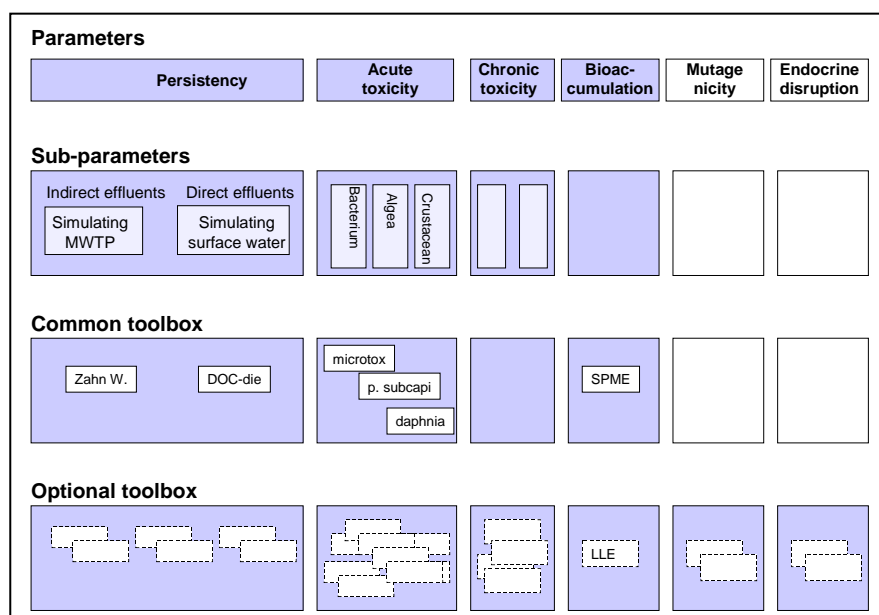 Parameters
Persistency
Acute
toxicity
Chronic
toxicity
Bioac-
cumulation
Mutage
nicity
Endocrine
disruption
Sub-parameters
Indirect effluents
Direct effluents
Simulating
MWTP
Simulating
surface water
Bacterium
Algea
Crustacean
Common toolbox
Zahn W.
DOC-die
microtox
p. subcapi
daphnia
SPME
Optional toolbox
LLE